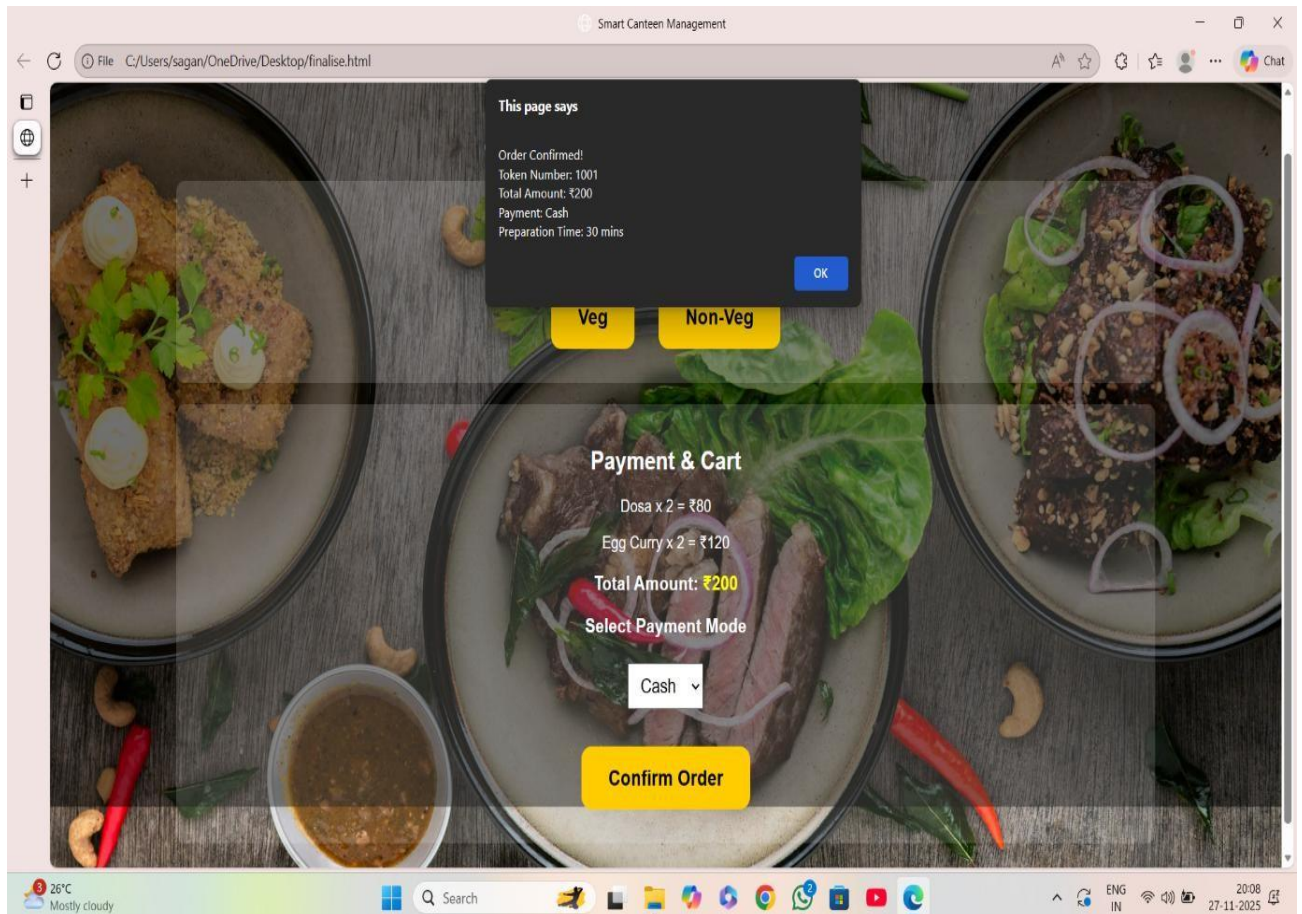 Smart Canteen Management
File C:/Users/sagan/OneDrive/Desktop/finalise.html
Chat
This page says
Order Confirmed!
Token Number: 1001
Total Amount: ₹200
Payment: Cash
Preparation Time: 30 mins
OK
Veg Non-Veg
Payment & Cart
Dosa x 2 = ₹80
Egg Curry x 2 = ₹120
Total Amount: ₹200
Select Payment Mode
Cash
Confirm Order
3 26°C
Mostly cloudy
Search
2
ENG
IN
20:08
27-11-2025